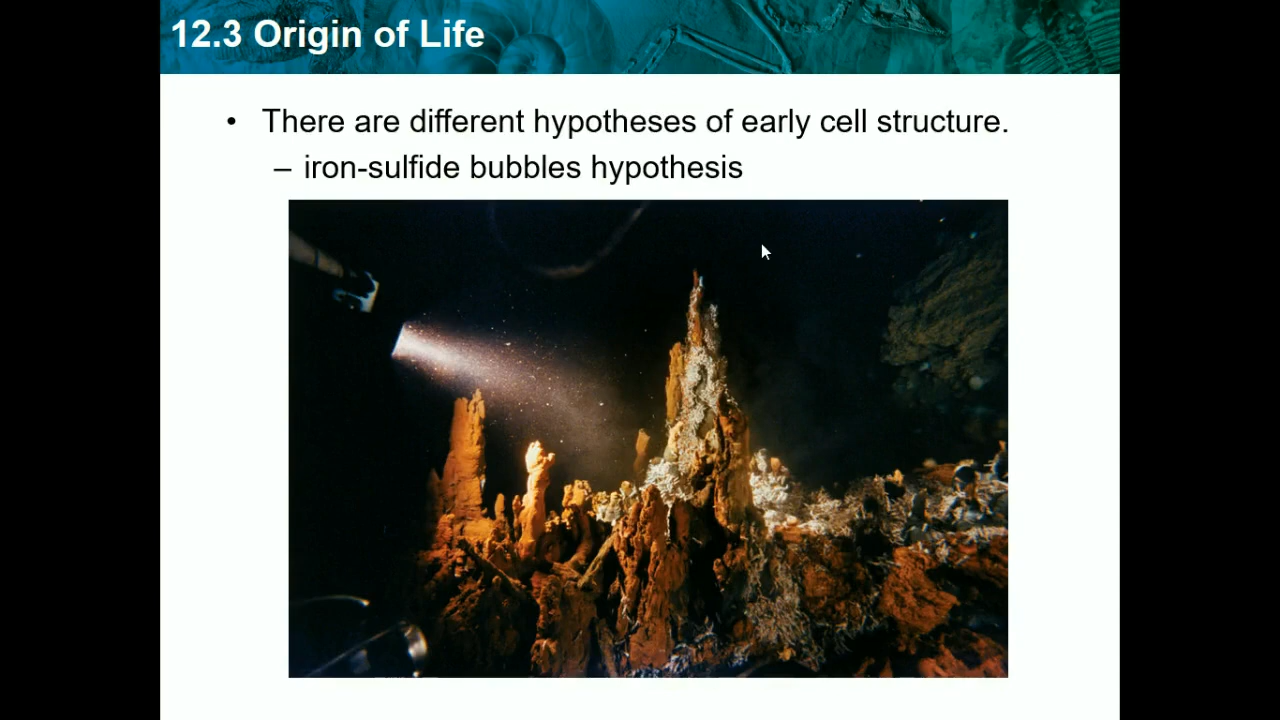 12.3 Origin of Life
• There are different hypotheses of early cell structure.
– iron-sulfide bubbles hypothesis